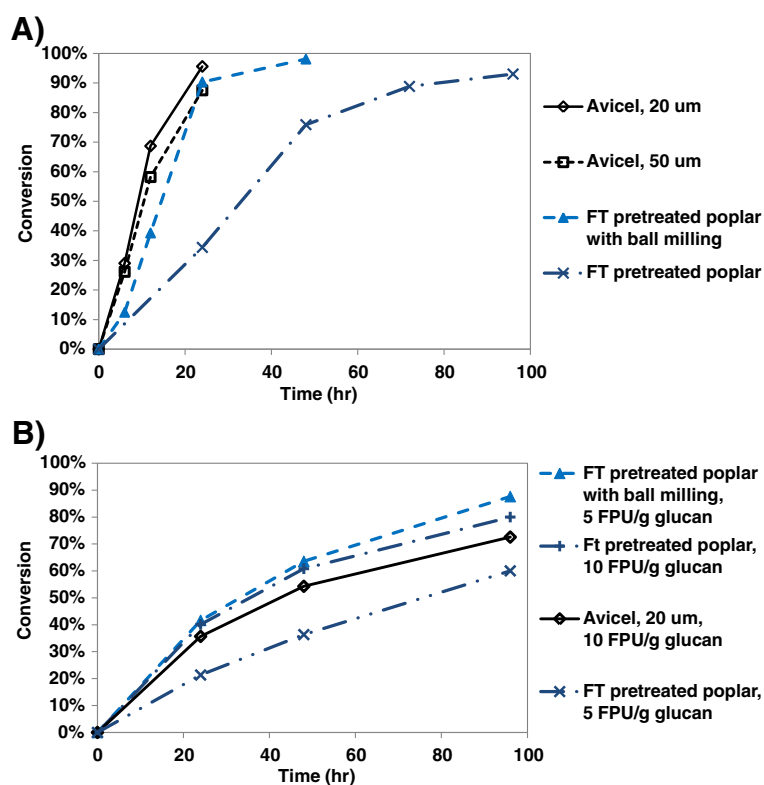 A)
100%
90%
80%
70%
60%
50%
40%
30%
20%
10%
0%
Conversion
0 20 40 60 80 100
Time (hr)
Avicel, 20 um
Avicel, 50 um
FT pretreated poplar
with ball milling
FT pretreated poplar
B)
100%
90%
80%
70%
60%
50%
40%
30%
20%
10%
0%
Conversion
0 20 40 60 80 100
Time (hr)
FT pretreated poplar
with ball milling,
5 FPU/g glucan
Ft pretreated poplar,
10 FPU/g glucan
Avicel, 20 um,
10 FPU/g glucan
FT pretreated poplar,
5 FPU/g glucan